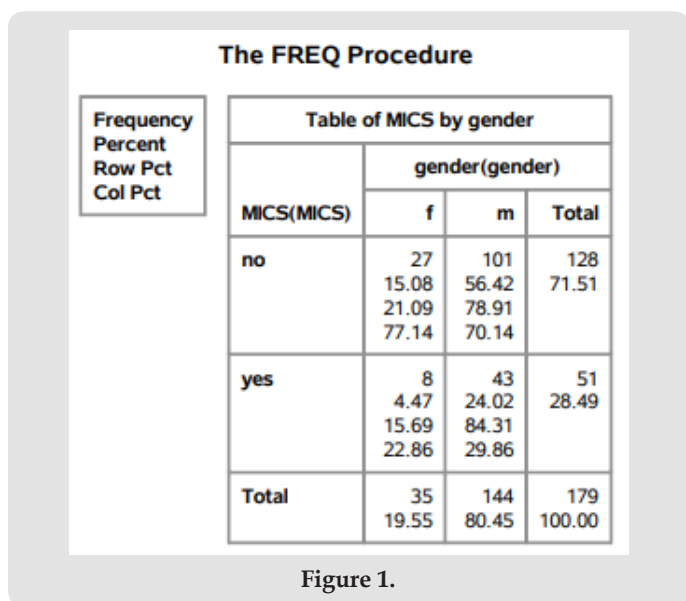 The FREQ Procedure
Frequency
Percent
Row Pct
Col Pct
Table of MICS by gender
gender(gender)
MICS(MICS) f m Total
no 27 101 128
15.08 56.42 71.51
21.09 78.91
77.14 70.14
yes 8 43 51
4.47 24.02 28.49
15.69 84.31
22.86 29.86
Total 35 144 179
19.55 80.45 100.00
Figure 1.